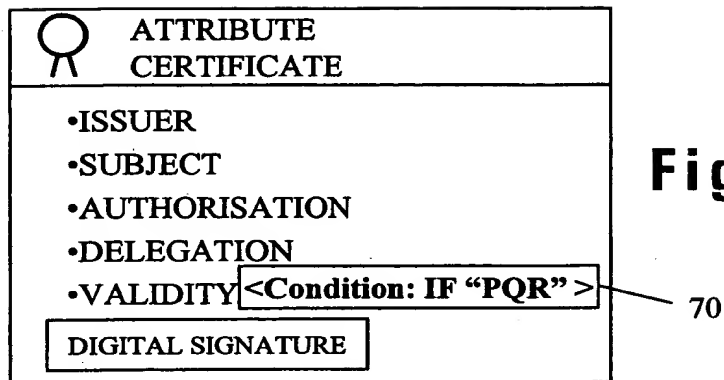 ATTRIBUTE
CERTIFICATE
•ISSUER
•SUBJECT
•AUTHORISATION
•DELEGATION
•VALIDITY <Condition: IF “PQR” >
70
DIGITAL SIGNATURE
Fig